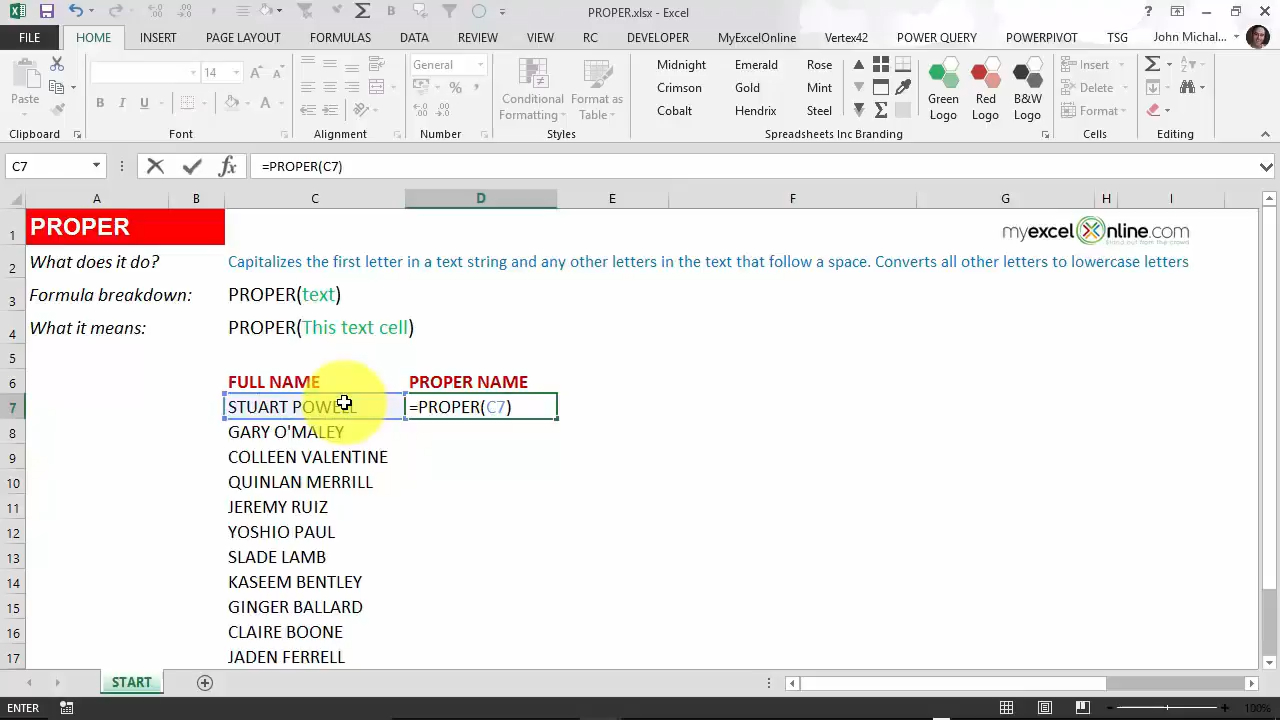 PROPER.xlsx - Excel
FILE HOME INSERT PAGE LAYOUT FORMULAS DATA REVIEW VIEW RC DEVELOPER MyExcelOnline Vertex42 POWER QUERY POWERPIVOT TSG John Michal...
Paste
14
B I U
General
Conditional Formatting
Format as Table
Midnight Emerald Rose
Crimson Gold Mint
Cobalt Hendrix Steel
Green Logo
Red Logo
B&W Logo
Insert
Delete
Format
Clipboard Font Alignment Number Styles Spreadsheets Inc Branding Cells Editing
C7 fx =PROPER(C7)
A B C D E F G H I
1 PROPER myexcelonline.com
2 What does it do? Capitalizes the first letter in a text string and any other letters in the text that follow a space. Converts all other letters to lowercase letters
3 Formula breakdown: PROPER(text)
4 What it means: PROPER(This text cell)
5
6 FULL NAME PROPER NAME
7 STUART POWELL =PROPER(C7)
8 GARY O'MALEY
9 COLLEEN VALENTINE
10 QUINLAN MERRILL
11 JEREMY RUIZ
12 YOSHIO PAUL
13 SLADE LAMB
14 KASEEM BENTLEY
15 GINGER BALLARD
16 CLAIRE BOONE
17 JADEN FERRELL
START
ENTER 100%